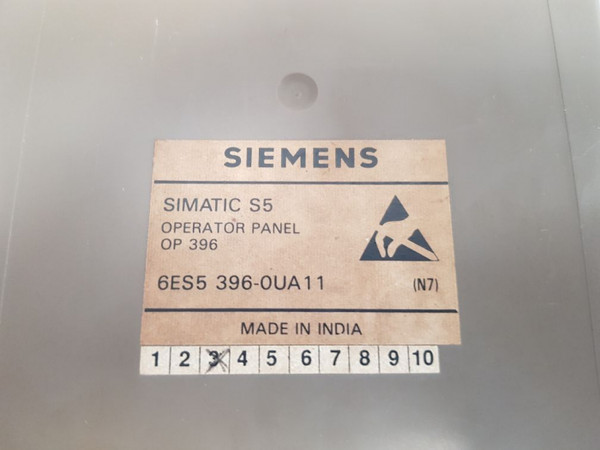 SIEMENS
SIMATIC S5
OPERATOR PANEL
OP 396
6ES5 396-0UA11 (N7)
MADE IN INDIA
1 2 3 4 5 6 7 8 9 10